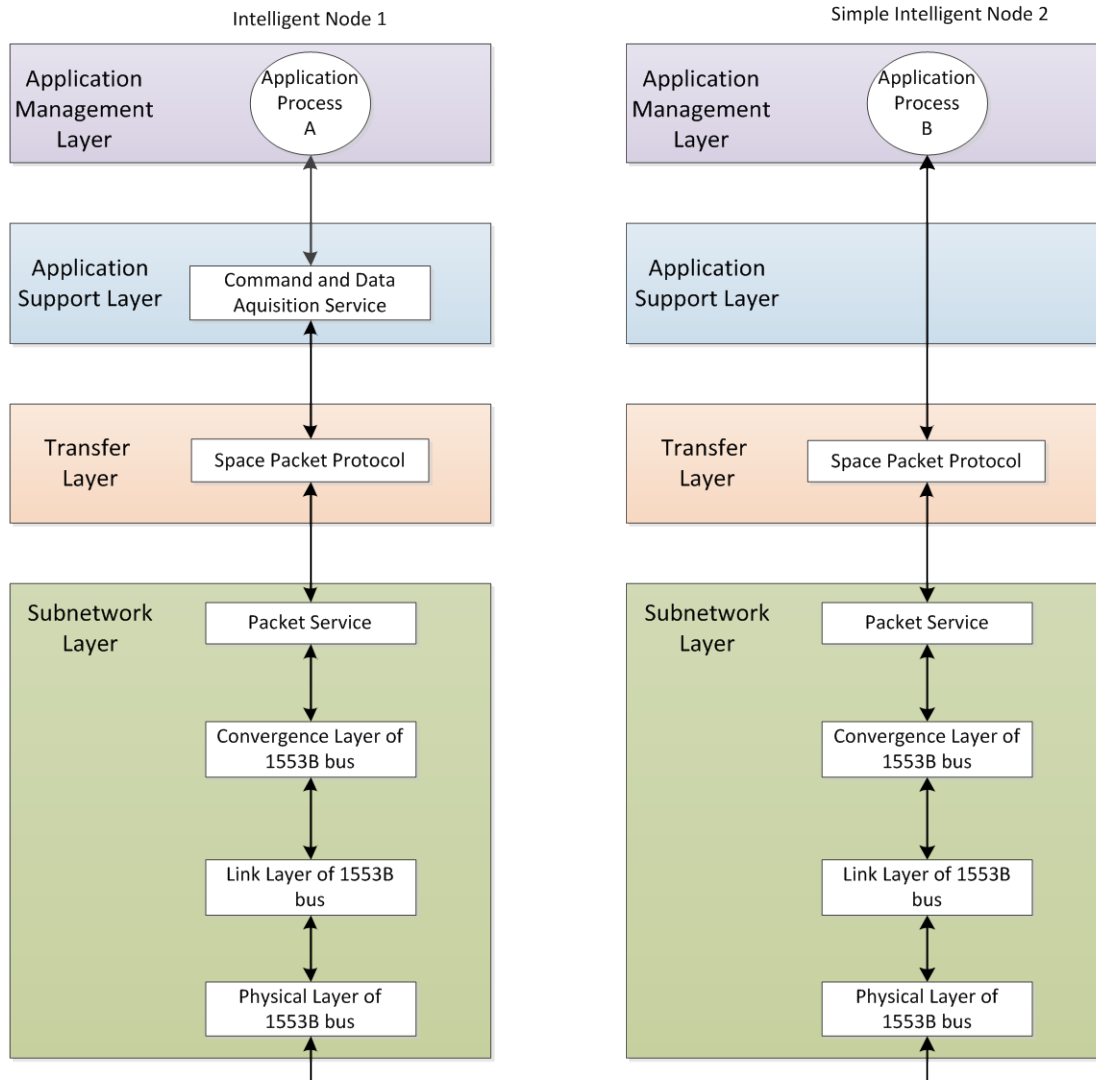 Intelligent Node 1
Application
Management
Layer
Application
Process
A
Application
Support Layer
Command and Data
Aquisition Service
Transfer
Layer
Space Packet Protocol
Subnetwork
Layer
Packet Service
Convergence Layer of
1553B bus
Link Layer of 1553B
bus
Physical Layer of
1553B bus
Simple Intelligent Node 2
Application
Management
Layer
Application
Process
B
Application
Support Layer
Transfer
Layer
Space Packet Protocol
Subnetwork
Layer
Packet Service
Convergence Layer of
1553B bus
Link Layer of 1553B
bus
Physical Layer of
1553B bus